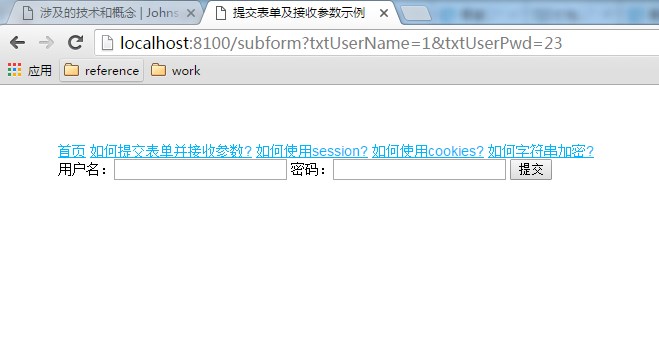 涉及的技术和概念 | Johns
提交表单及接收参数示例
localhost:8100/subform?txtUserName=1&txtUserPwd=23
应用 reference work
首页 如何提交表单并接收参数? 如何使用session? 如何使用cookies? 如何字符串加密?
用户名： 密码： 提交